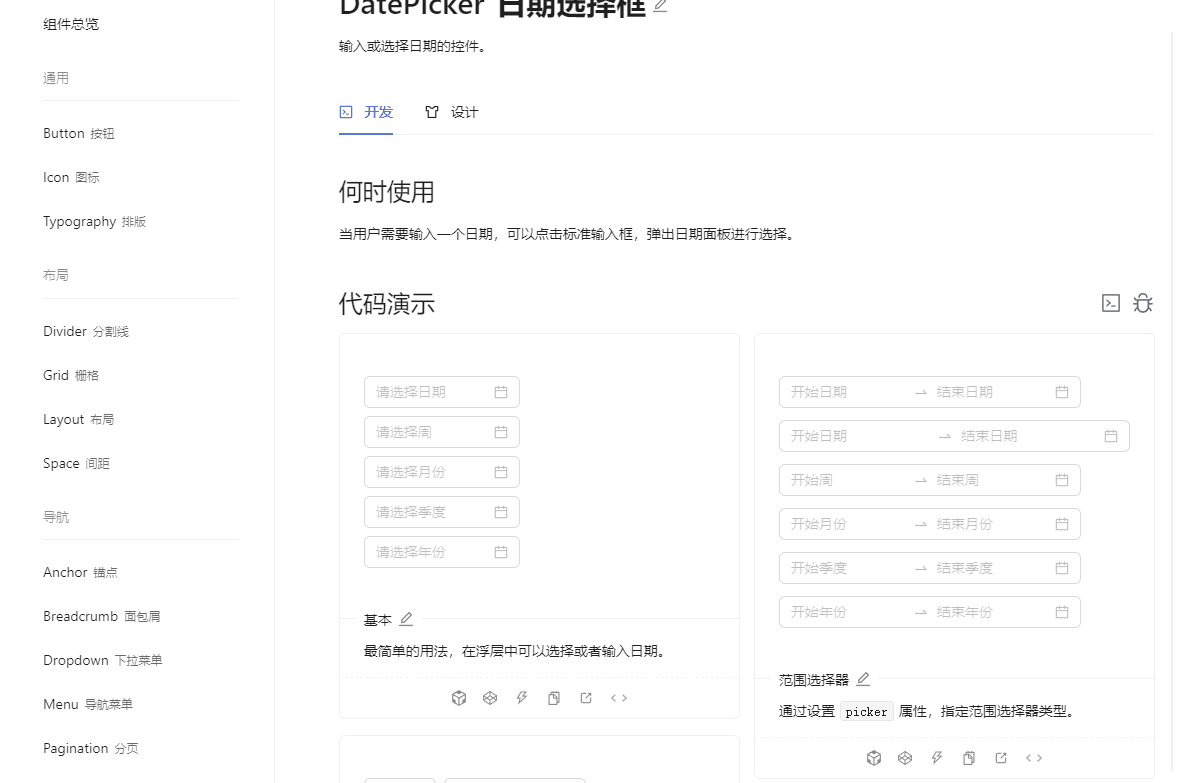 组件总览
通用
Button 按钮
Icon 图标
Typography 排版
布局
Divider 分割线
Grid 栅格
Layout 布局
Space 间距
导航
Anchor 锚点
Breadcrumb 面包屑
Dropdown 下拉菜单
Menu 导航菜单
Pagination 分页
DatePicker 日期选择框
输入或选择日期的控件。
开发 设计
何时使用
当用户需要输入一个日期，可以点击标准输入框，弹出日期面板进行选择。
代码演示
请选择日期
请选择周
请选择月份
请选择季度
请选择年份
基本
最简单的用法，在浮层中可以选择或者输入日期。
开始日期 → 结束日期
开始日期 → 结束日期
开始周 → 结束周
开始月份 → 结束月份
开始季度 → 结束季度
开始年份 → 结束年份
范围选择器
通过设置 picker 属性，指定范围选择器类型。